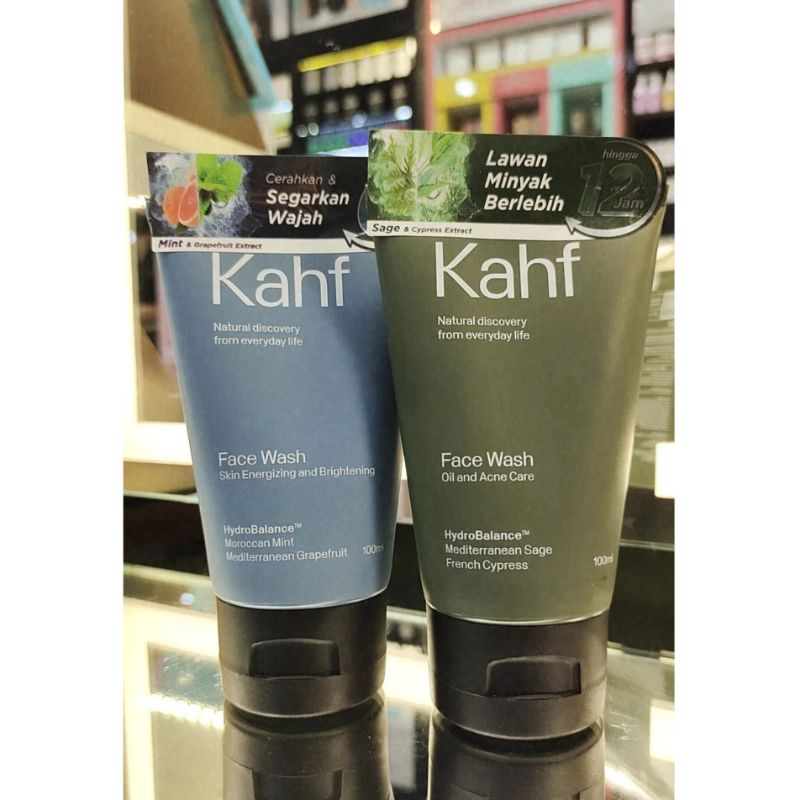 Cerahkan &
Segarkan
Wajah
Mint & Grapefruit Extract
Kahf
Natural discovery
from everyday life
Face Wash
Skin Energizing and Brightening
HydroBalance™
Moroccan Mint
Mediterranean Grapefruit
100ml
Lawan
Minyak
Berlebih
hingga
12
Jam
Sage & Cypress Extract
Kahf
Natural discovery
from everyday life
Face Wash
Oil and Acne Care
HydroBalance™
Mediterranean Sage
French Cypress
100ml